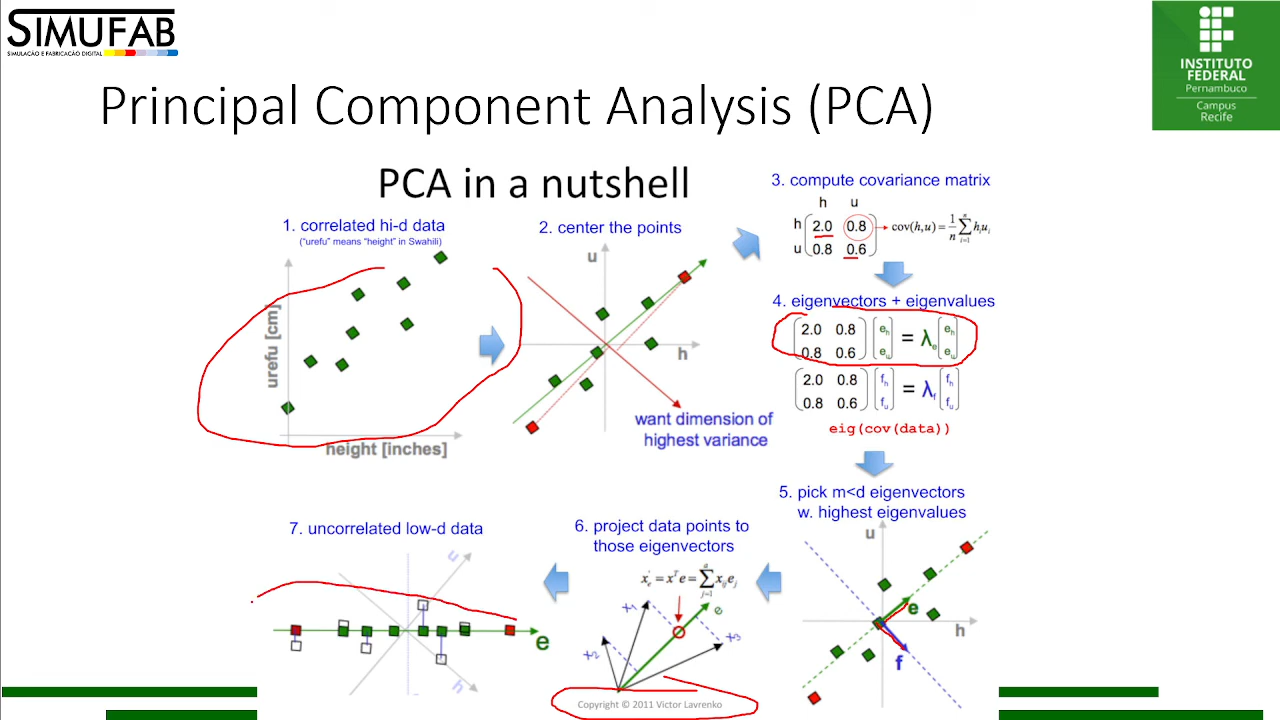 SIMUFAB
SIMULAÇÃO E FABRICAÇÃO DIGITAL
INSTITUTO
FEDERAL
Pernambuco
Campus
Recife
Principal Component Analysis (PCA)
PCA in a nutshell
1. correlated hi-d data
("urefu" means "height" in Swahili)
urefu [cm]
height [inches]
2. center the points
u
h
want dimension of
highest variance
3. compute covariance matrix
h u
h 2.0 0.8 cov(h,u) = 1/n ∑ i=1 n h_i u_i
u 0.8 0.6
4. eigenvectors + eigenvalues
2.0 0.8 e_h = λ_e e_h
0.8 0.6 e_u e_u
2.0 0.8 f_h = λ_f f_h
0.8 0.6 f_u f_u
eig(cov(data))
5. pick m<d eigenvectors
w. highest eigenvalues
u
e
h
f
6. project data points to
those eigenvectors
x'_e = x^T e = ∑ j=1 d x_ij e_j
x1
e
x2
x3
7. uncorrelated low-d data
u
e
h
Copyright © 2011 Victor Lavrenko